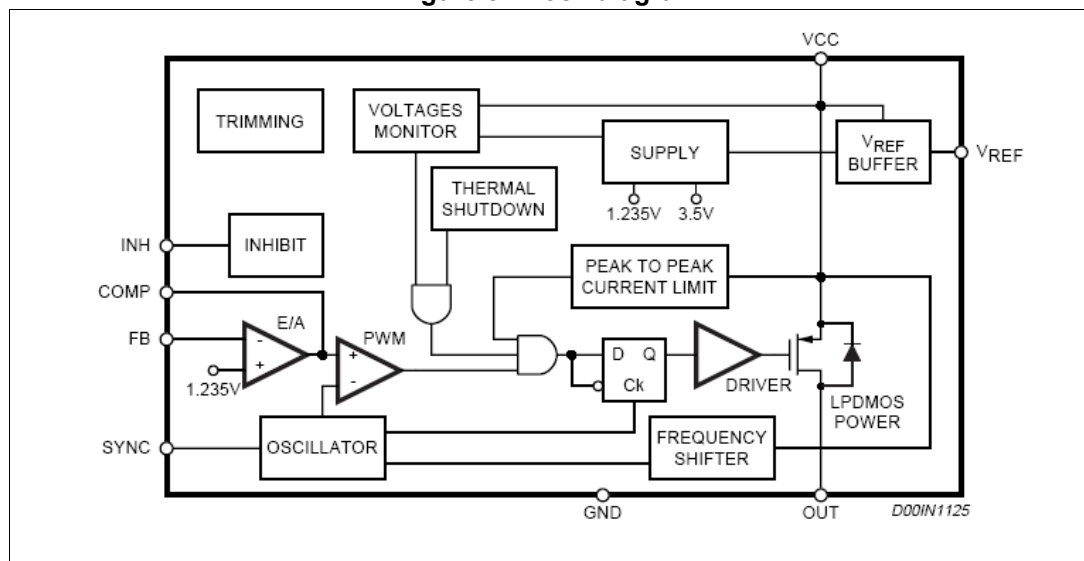 VCC
TRIMMING
VOLTAGES
MONITOR
SUPPLY
VREF
BUFFER
VREF
THERMAL
SHUTDOWN
1.235V
3.5V
INH
INHIBIT
PEAK TO PEAK
CURRENT LIMIT
COMP
E/A
FB
-
+
1.235V
PWM
+
-
D Q
Ck
DRIVER
LPDMOS
POWER
SYNC
OSCILLATOR
FREQUENCY
SHIFTER
GND
OUT
D00IN1125